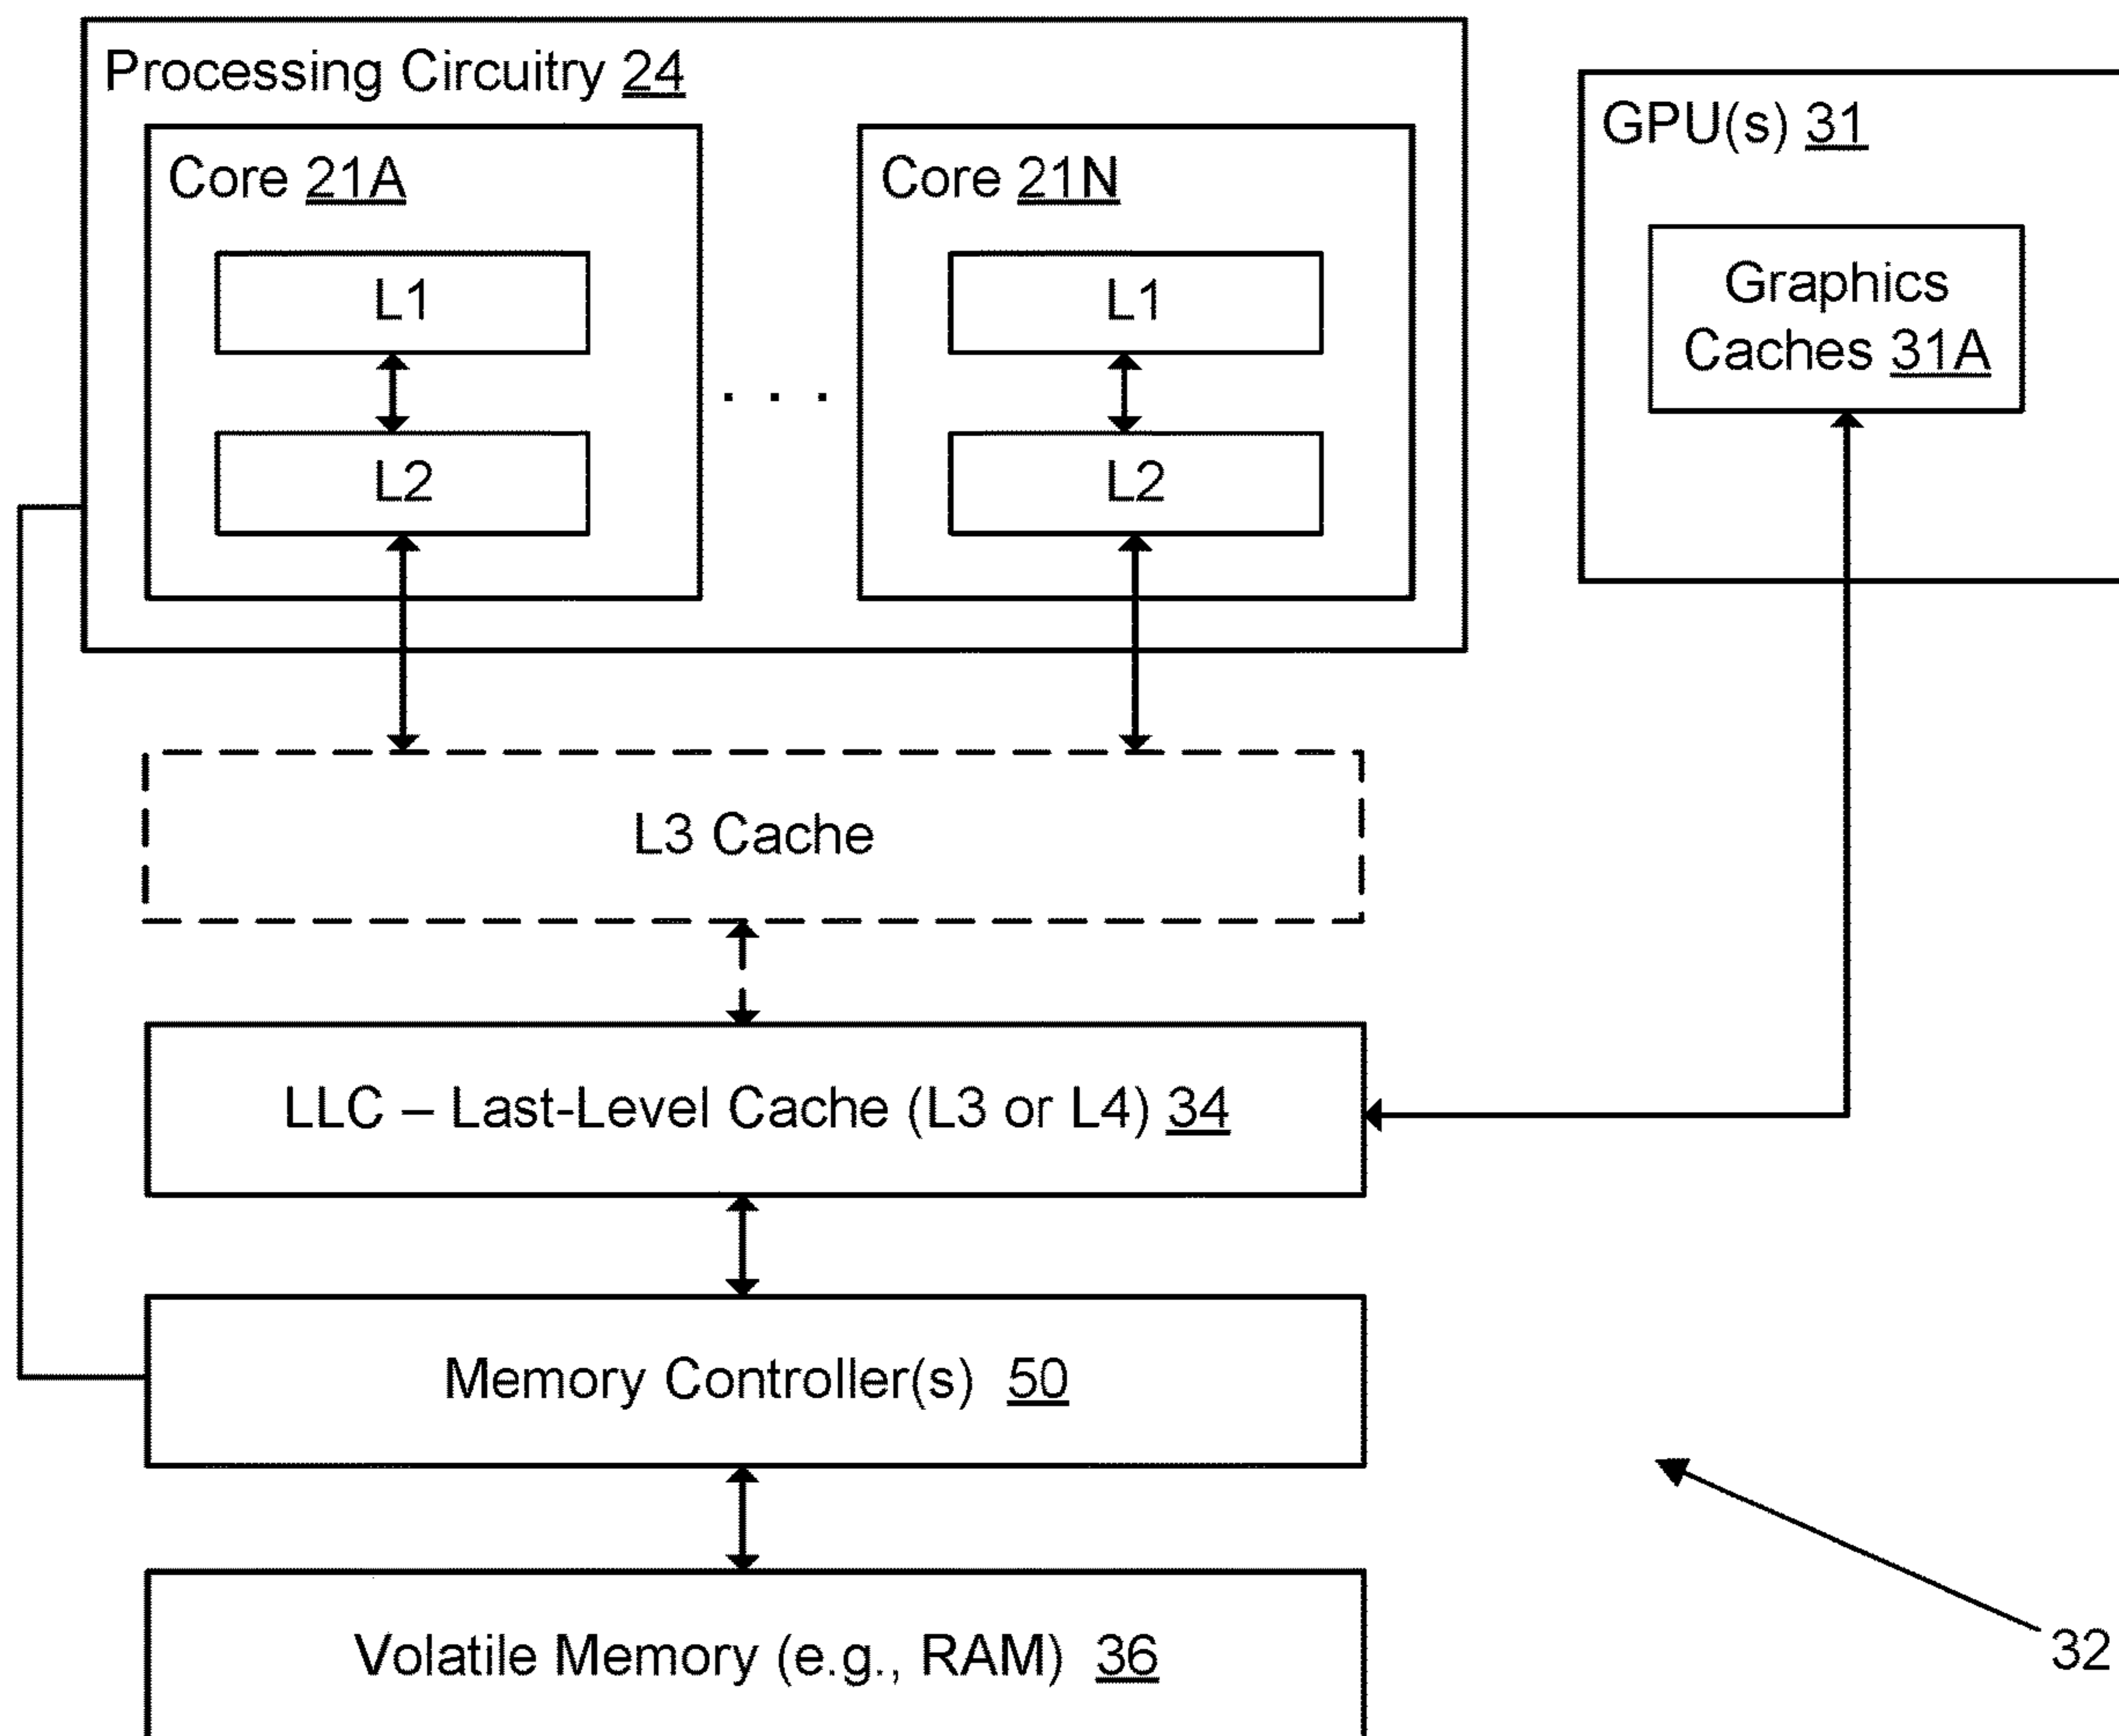 Processing Circuitry 24
Core 21A
L1
L2
. . .
Core 21N
L1
L2
GPU(s) 31
Graphics
Caches 31A
L3 Cache
LLC – Last-Level Cache (L3 or L4) 34
Memory Controller(s) 50
Volatile Memory (e.g., RAM) 36
32